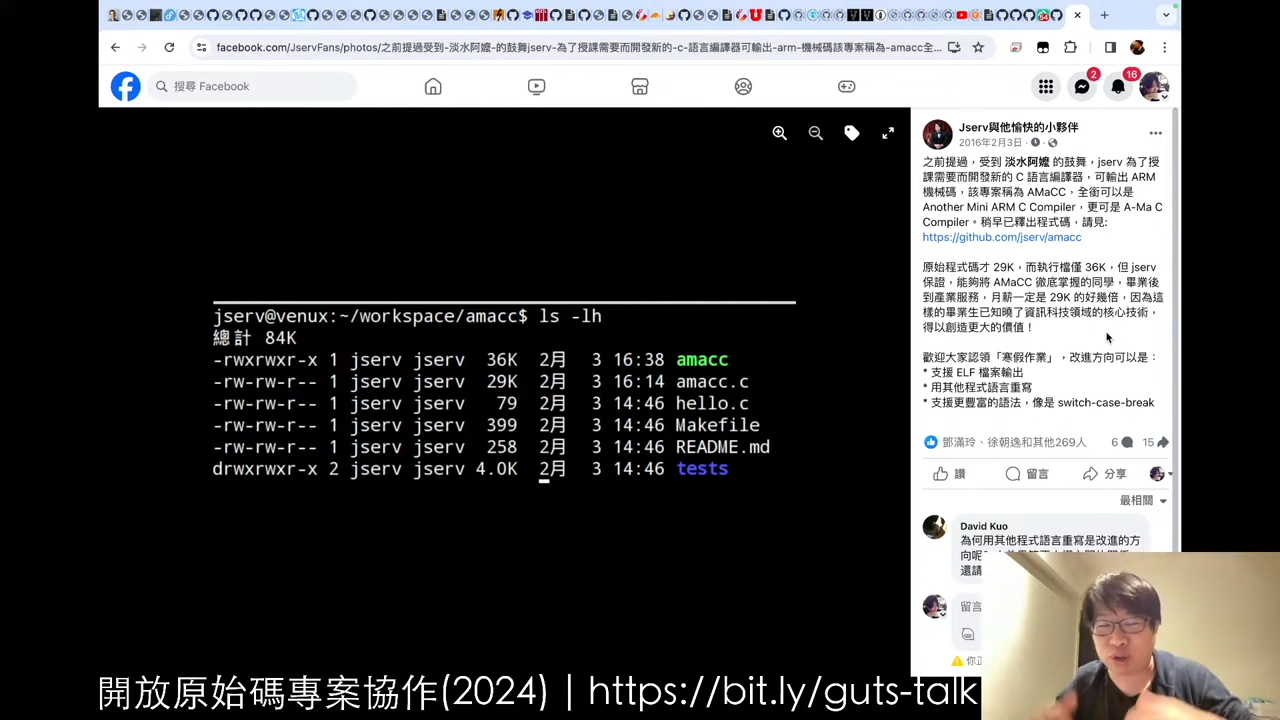 facebook.com/JservFans/photos/之前提過受到-淡水阿嬤-的鼓舞jserv-為了授課需要而開發新的-c-語言編譯器可輸出-arm-機械碼該專案稱為-amacc全...
搜尋 Facebook
2
16
Jserv與他愉快的小夥伴
2016年2月3日
之前提過，受到 淡水阿嬤 的鼓舞，jserv 為了授
課需要而開發新的 C 語言編譯器，可輸出 ARM
機械碼，該專案稱為 AMaCC，全銜可以是
Another Mini ARM C Compiler，更可是 A-Ma C
Compiler。稍早已釋出程式碼，請見:
https://github.com/jserv/amacc
原始程式碼才 29K，而執行檔僅 36K，但 jserv
保證，能夠將 AMaCC 徹底掌握的同學，畢業後
到產業服務，月薪一定是 29K 的好幾倍，因為這
樣的畢業生已知曉了資訊科技領域的核心技術，
得以創造更大的價值！
歡迎大家認領「寒假作業」，改進方向可以是：
* 支援 ELF 檔案輸出
* 用其他程式語言重寫
* 支援更豐富的語法，像是 switch-case-break
鄧滿玲、徐朝逸和其他269人
6
15
讚
留言
分享
最相關
David Kuo
為何用其他程式語言重寫是改進的方
向呢
還請
留言
你正
jserv@venux:~/workspace/amacc$ ls -lh
總計 84K
-rwxrwxr-x 1 jserv jserv 36K 2月 3 16:38 amacc
-rw-rw-r-- 1 jserv jserv 29K 2月 3 16:14 amacc.c
-rw-rw-r-- 1 jserv jserv 79 2月 3 14:46 hello.c
-rw-rw-r-- 1 jserv jserv 399 2月 3 14:46 Makefile
-rw-rw-r-- 1 jserv jserv 258 2月 3 14:46 README.md
drwxrwxr-x 2 jserv jserv 4.0K 2月 3 14:46 tests
開放原始碼專案協作(2024) | https://bit.ly/guts-talk